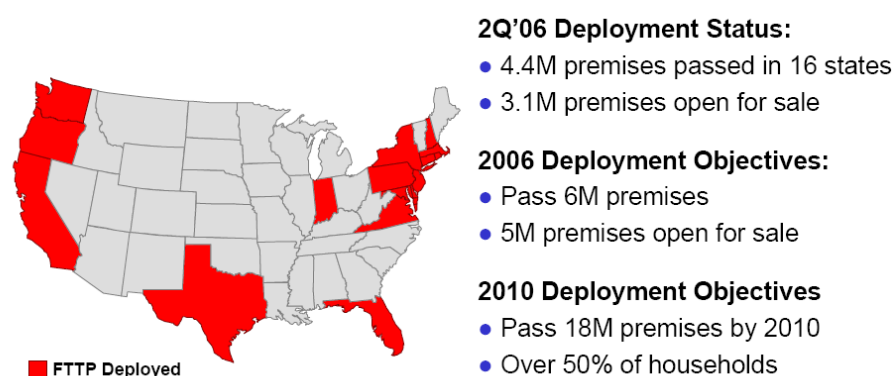 2Q'06 Deployment Status:
● 4.4M premises passed in 16 states
● 3.1M premises open for sale
2006 Deployment Objectives:
● Pass 6M premises
● 5M premises open for sale
2010 Deployment Objectives
● Pass 18M premises by 2010
● Over 50% of households
FTTP Deployed